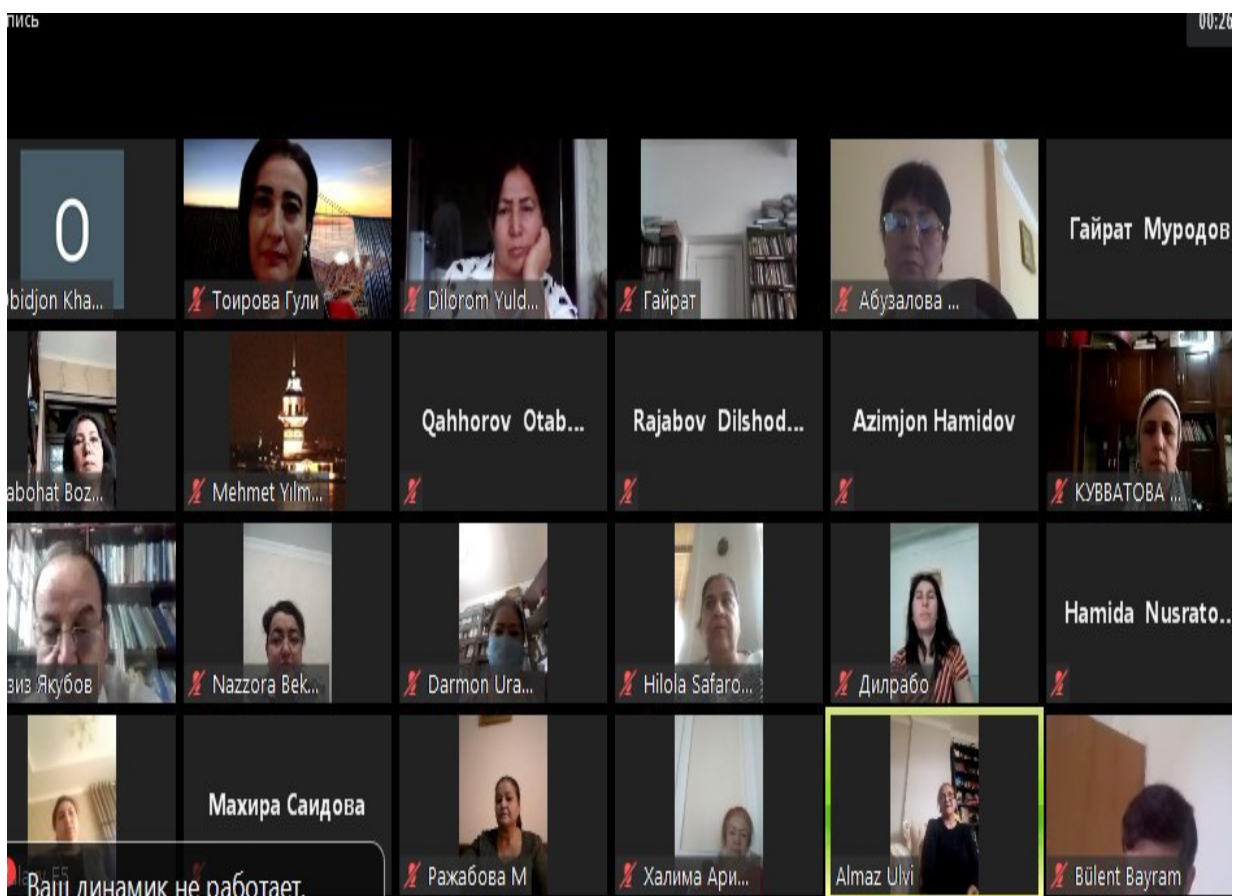 пись
00:26
O
bidjon Kha...
Тоирова Гули
Dilorom Yuld...
Гайрат
Абузалова ...
Гайрат Муродов
abohat Boz...
Mehmet Yılm...
Qahhorov Otab...
Rajabov Dilshod...
Azimjon Hamidov
КУВВАТОВА ...
зиз Якубов
Nazzora Bek...
Darmon Ura...
Hilola Safaro...
Дилрабо
Hamida Nusrato...
Махира Саидова
Ражабова М
Халима Ари...
Almaz Ulvi
Bülent Bayram
Ваш динамик не работает.